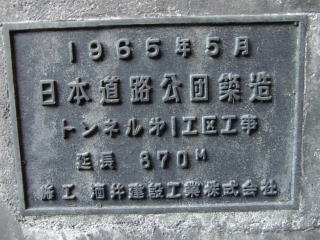 1965年5月
日本道路公団築造
トンネル才1工区工事
延長 870M
施工 酒井建設工業株式会社